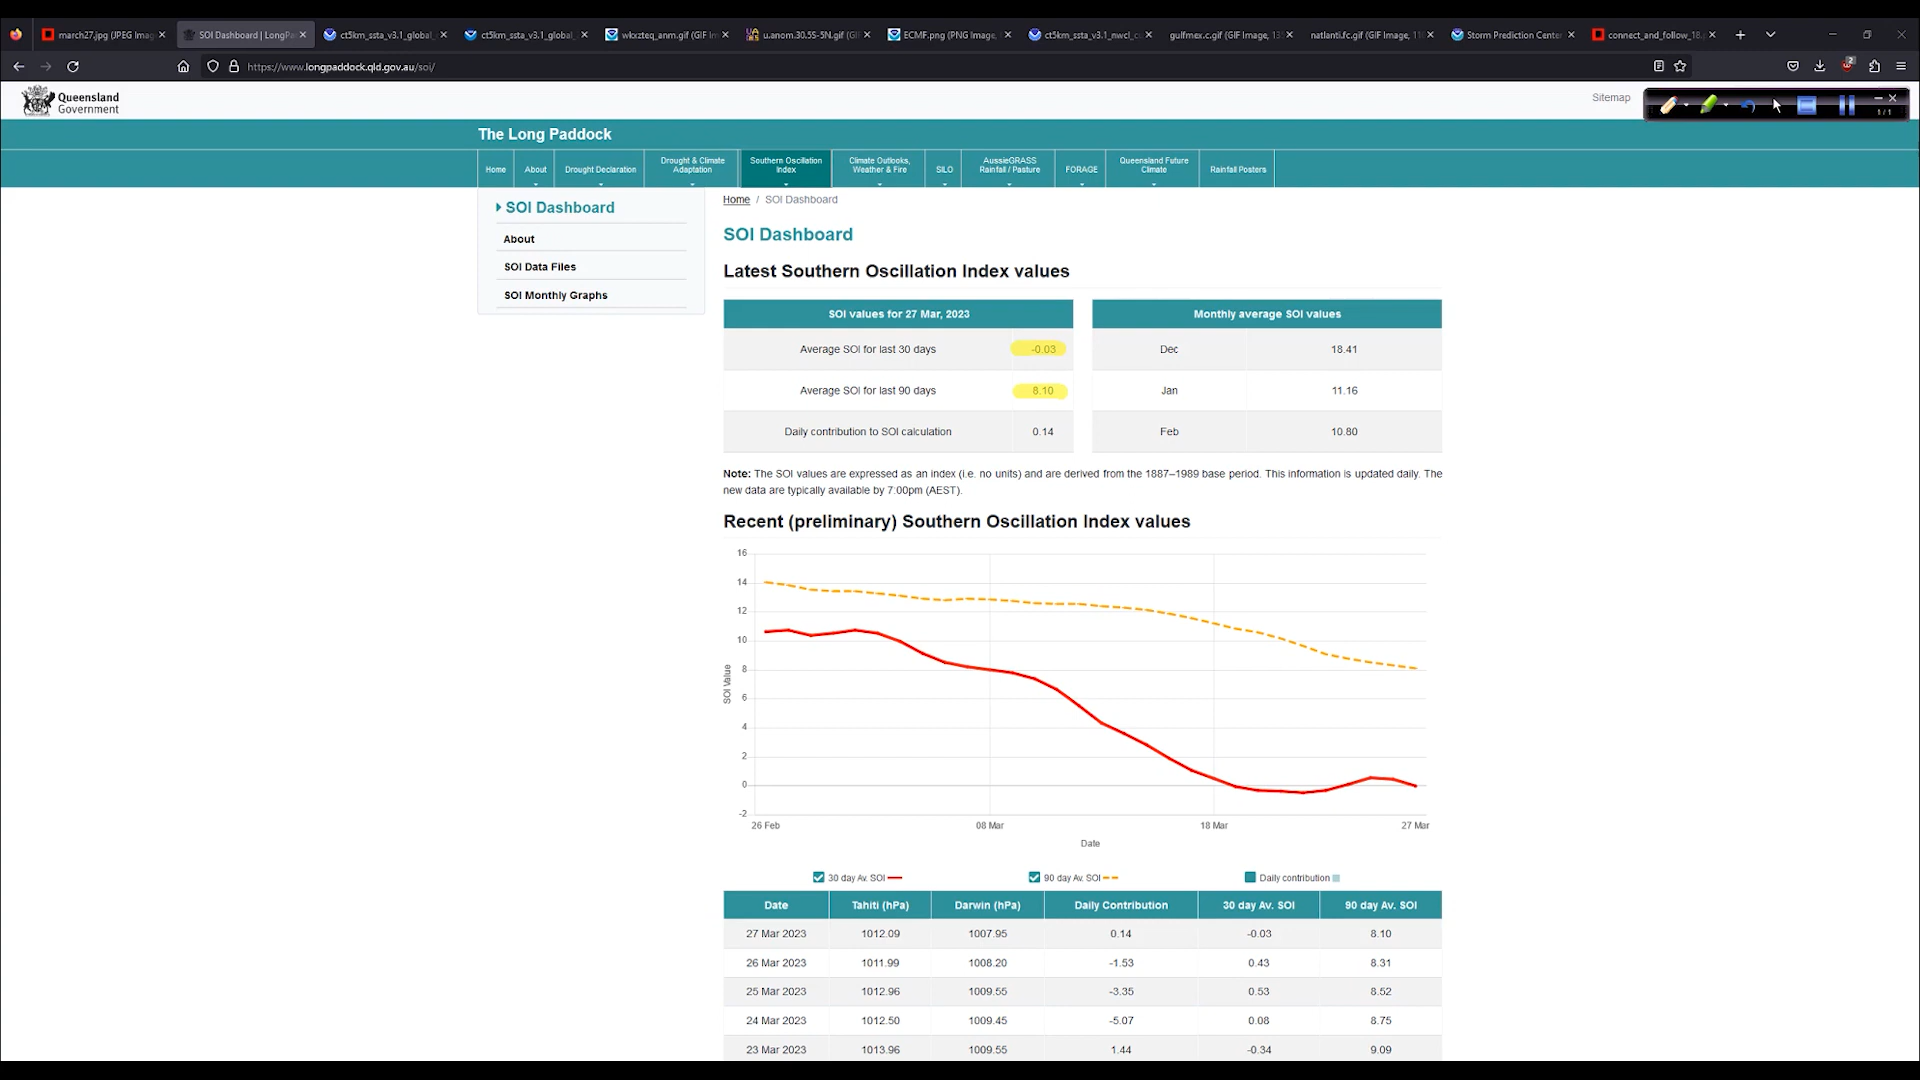 march27.jpg (JPEG Imag
SOI Dashboard | LongPa
ct5km_ssta_v3.1_global_
ct5km_ssta_v3.1_global_
wkxzteq_anm.gif (GIF In
u.anom.30.5S-5N.gif (G
ECMF.png (PNG Image,
ct5km_ssta_v3.1_nwcl_c
gulfmex.c.gif (GIF Image, 13
natlanti.fc.gif (GIF Image, 11
Storm Prediction Center
connect_and_follow_18.
https://www.longpaddock.qld.gov.au/soi/
2
Queensland
Government
Sitemap
1/1
The Long Paddock
Home
About
Drought Declaration
Drought & Climate
Adaptation
Southern Oscillation
Index
Climate Outlooks,
Weather & Fire
SILO
AussieGRASS
Rainfall / Pasture
FORAGE
Queensland Future
Climate
Rainfall Posters
SOI Dashboard
About
SOI Data Files
SOI Monthly Graphs
Home / SOI Dashboard
SOI Dashboard
Latest Southern Oscillation Index values
SOI values for 27 Mar, 2023
Average SOI for last 30 days -0.03
Average SOI for last 90 days 8.10
Daily contribution to SOI calculation 0.14
Monthly average SOI values
Dec 18.41
Jan 11.16
Feb 10.80
Note: The SOI values are expressed as an index (i.e. no units) and are derived from the 1887–1989 base period. This information is updated daily. The
new data are typically available by 7:00pm (AEST).
Recent (preliminary) Southern Oscillation Index values
16
14
12
10
8
6
4
2
0
-2
SOI Value
26 Feb 08 Mar 18 Mar 27 Mar
Date
30 day Av. SOI 90 day Av. SOI Daily contribution
Date Tahiti (hPa) Darwin (hPa) Daily Contribution 30 day Av. SOI 90 day Av. SOI
27 Mar 2023 1012.09 1007.95 0.14 -0.03 8.10
26 Mar 2023 1011.99 1008.20 -1.53 0.43 8.31
25 Mar 2023 1012.96 1009.55 -3.35 0.53 8.52
24 Mar 2023 1012.50 1009.45 -5.07 0.08 8.75
23 Mar 2023 1013.96 1009.55 1.44 -0.34 9.09